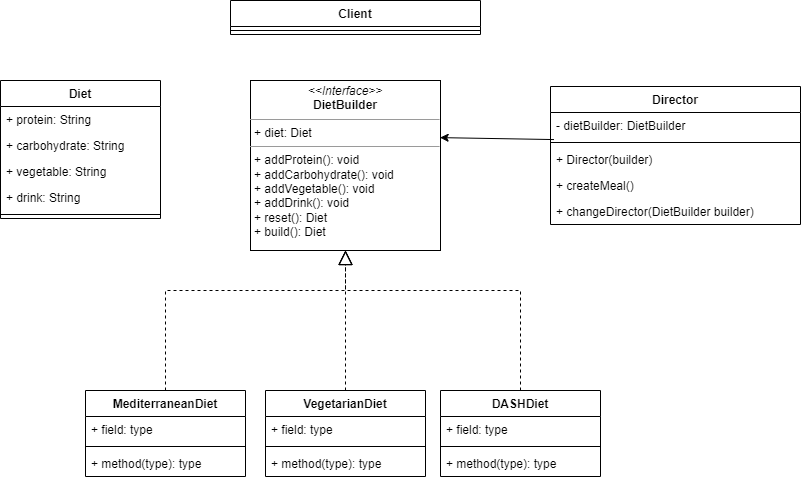 Client
Diet
+ protein: String
+ carbohydrate: String
+ vegetable: String
+ drink: String
<<Interface>>
DietBuilder
+ diet: Diet
+ addProtein(): void
+ addCarbohydrate(): void
+ addVegetable(): void
+ addDrink(): void
+ reset(): Diet
+ build(): Diet
Director
- dietBuilder: DietBuilder
+ Director(builder)
+ createMeal()
+ changeDirector(DietBuilder builder)
MediterraneanDiet
+ field: type
+ method(type): type
VegetarianDiet
+ field: type
+ method(type): type
DASHDiet
+ field: type
+ method(type): type